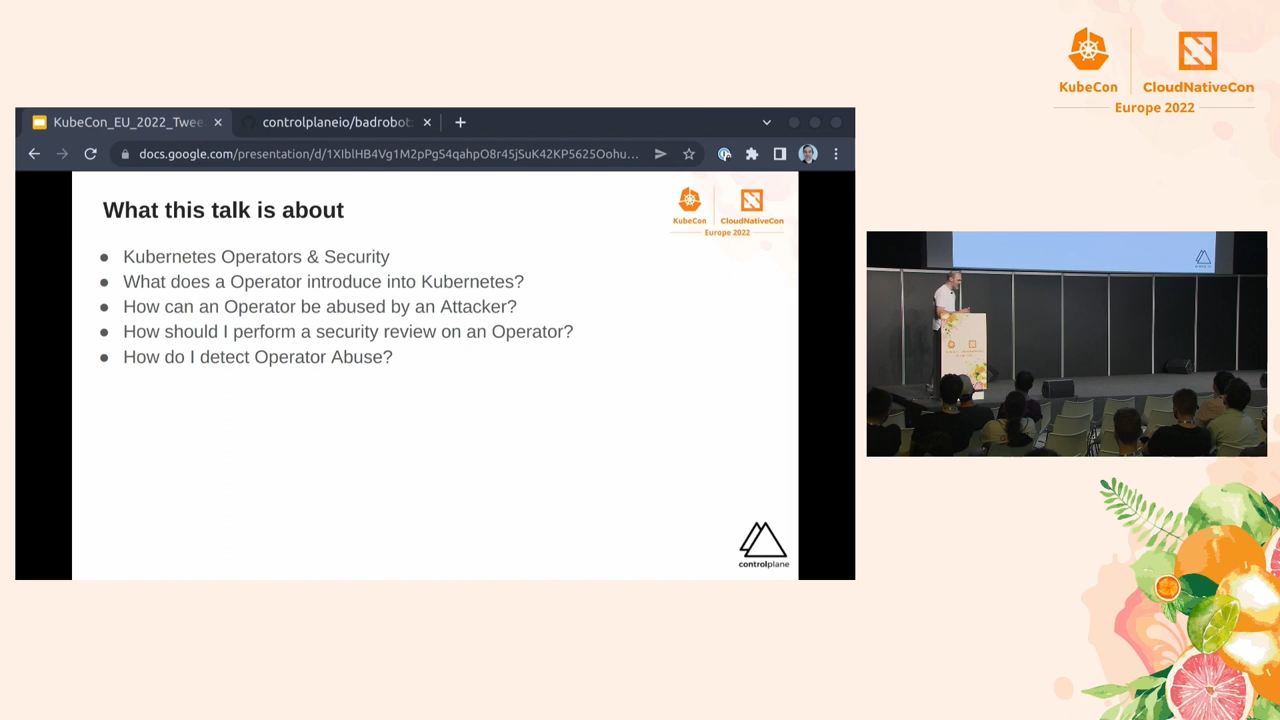 KubeCon
CloudNativeCon
Europe 2022
KubeCon_EU_2022_Twee
controlplaneio/badrobot:
docs.google.com/presentation/d/1XIblHB4Vg1M2pPgS4qahpO8r45jSuK42KP5625Oohu...
What this talk is about
KubeCon
CloudNativeCon
Europe 2022
● Kubernetes Operators & Security
● What does a Operator introduce into Kubernetes?
● How can an Operator be abused by an Attacker?
● How should I perform a security review on an Operator?
● How do I detect Operator Abuse?
controlplane